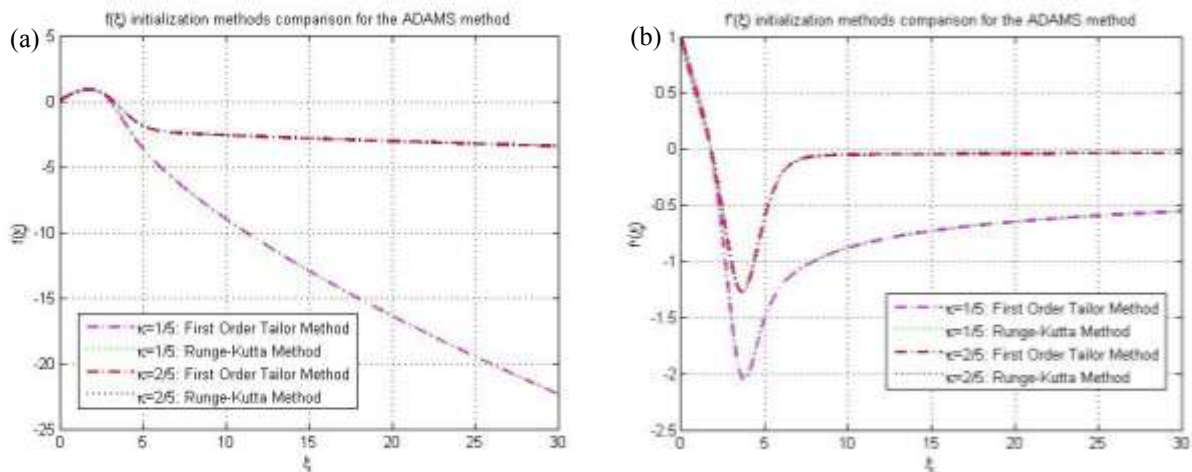 (a)
f(ξ) initialization methods comparison for the ADAMS method
5
0
-5
-10
-15
-20
-25
f(ξ)
0 5 10 15 20 25 30
ξ
κ=1/5: First Order Tailor Method
κ=1/5: Runge-Kutta Method
κ=2/5: First Order Tailor Method
κ=2/5: Runge-Kutta Method
(b)
f'(ξ) initialization methods comparison for the ADAMS method
1
0.5
0
-0.5
-1
-1.5
-2
-2.5
f'(ξ)
0 5 10 15 20 25 30
ξ
κ=1/5: First Order Tailor Method
κ=1/5: Runge-Kutta Method
κ=2/5: First Order Tailor Method
κ=2/5: Runge-Kutta Method